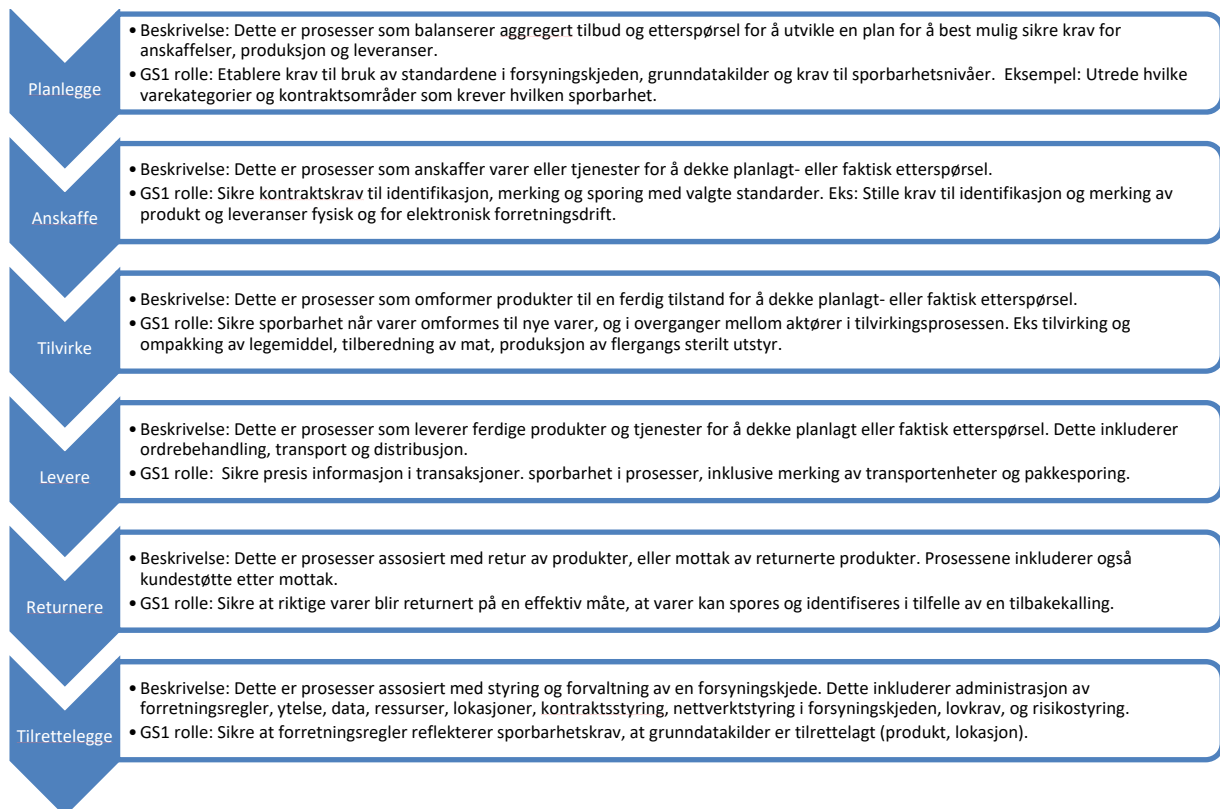 Planlegge
• Beskrivelse: Dette er prosesser som balanserer aggregert tilbud og etterspørsel for å utvikle en plan for å best mulig sikre krav for
anskaffelser, produksjon og leveranser.
• GS1 rolle: Etablere krav til bruk av standardene i forsyningskjeden, grunndatakilder og krav til sporbarhetsnivåer.  Eksempel: Utrede hvilke
varekategorier og kontraktsområder som krever hvilken sporbarhet.
Anskaffe
• Beskrivelse: Dette er prosesser som anskaffer varer eller tjenester for å dekke planlagt- eller faktisk etterspørsel.
• GS1 rolle: Sikre kontraktskrav til identifikasjon, merking og sporing med valgte standarder. Eks: Stille krav til identifikasjon og merking av
produkt og leveranser fysisk og for elektronisk forretningsdrift.
Tilvirke
• Beskrivelse: Dette er prosesser som omformer produkter til en ferdig tilstand for å dekke planlagt- eller faktisk etterspørsel.
• GS1 rolle: Sikre sporbarhet når varer omformes til nye varer, og i overganger mellom aktører i tilvirkingsprosessen. Eks tilvirking og
ompakking av legemiddel, tilberedning av mat, produksjon av flergangs sterilt utstyr.
Levere
• Beskrivelse: Dette er prosesser som leverer ferdige produkter og tjenester for å dekke planlagt eller faktisk etterspørsel. Dette inkluderer
ordrebehandling, transport og distribusjon.
• GS1 rolle:  Sikre presis informasjon i transaksjoner. sporbarhet i prosesser, inklusive merking av transportenheter og pakkesporing.
Returnere
• Beskrivelse: Dette er prosesser assosiert med retur av produkter, eller mottak av returnerte produkter. Prosessene inkluderer også
kundestøtte etter mottak.
• GS1 rolle: Sikre at riktige varer blir returnert på en effektiv måte, at varer kan spores og identifiseres i tilfelle av en tilbakekalling.
Tilrettelegge
• Beskrivelse: Dette er prosesser assosiert med styring og forvaltning av en forsyningskjede. Dette inkluderer administrasjon av
forretningsregler, ytelse, data, ressurser, lokasjoner, kontraktsstyring, nettverktstyring i forsyningskjeden, lovkrav, og risikostyring.
• GS1 rolle: Sikre at forretningsregler reflekterer sporbarhetskrav, at grunndatakilder er tilrettelagt (produkt, lokasjon).